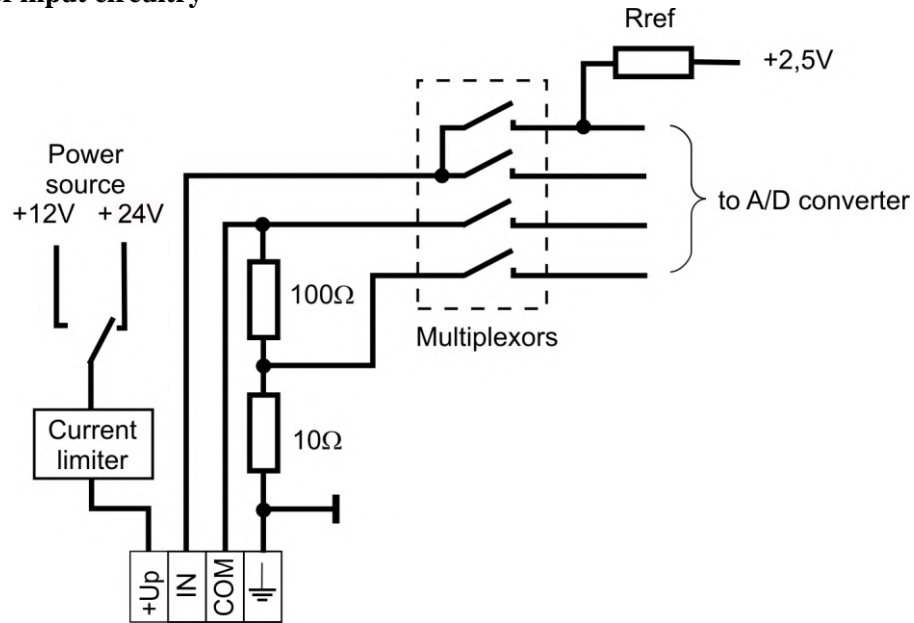 input circuitry
Rref
+2,5V
Power
source
+12V + 24V
to A/D converter
100Ω
Multiplexors
Current
limiter
10Ω
+Up
IN
COM